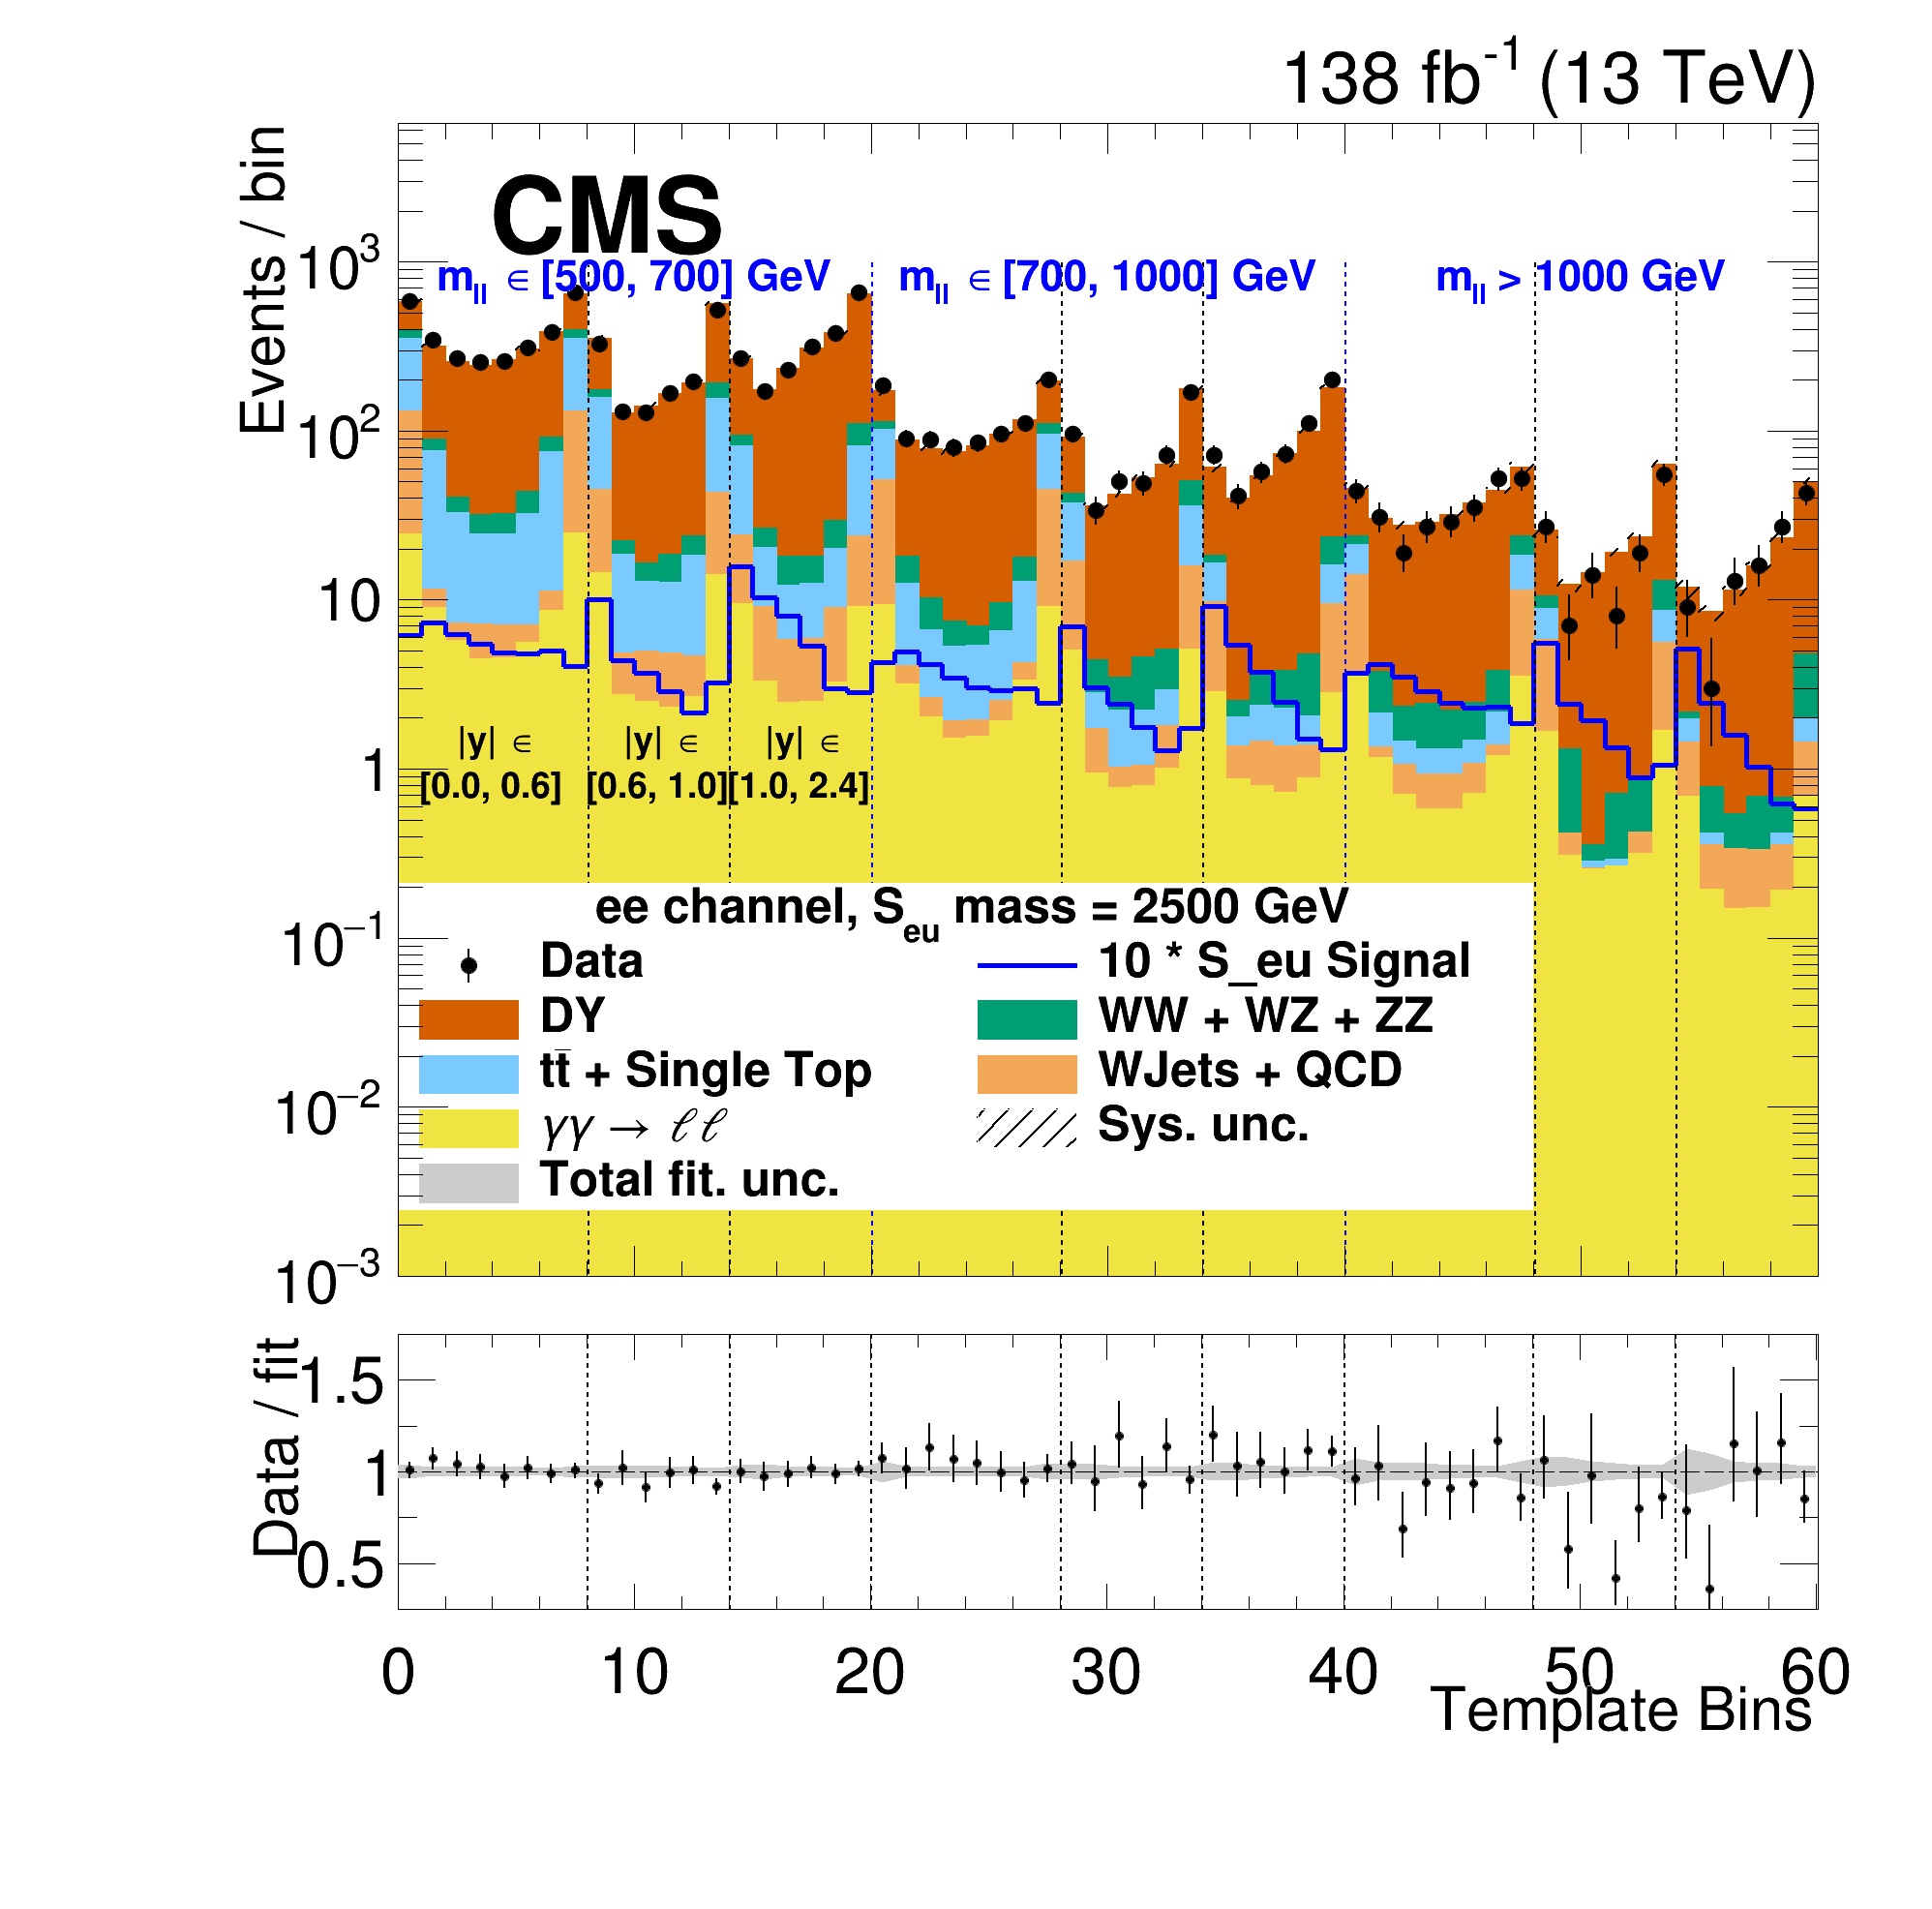 138 fb-1 (13 TeV)
Events / bin
CMS
m_ll ∈ [500, 700] GeV
m_ll ∈ [700, 1000] GeV
m_ll > 1000 GeV
10³
10²
10
1
10⁻¹
10⁻²
10⁻³
|y| ∈
[0.0, 0.6]
|y| ∈
[0.6, 1.0]
|y| ∈
[1.0, 2.4]
ee channel, S_eu mass = 2500 GeV
Data
10 * S_eu Signal
DY
WW + WZ + ZZ
tt̄ + Single Top
WJets + QCD
γγ → ℓℓ
Sys. unc.
Total fit. unc.
Data / fit
1.5
1
0.5
0 10 20 30 40 50 60
Template Bins